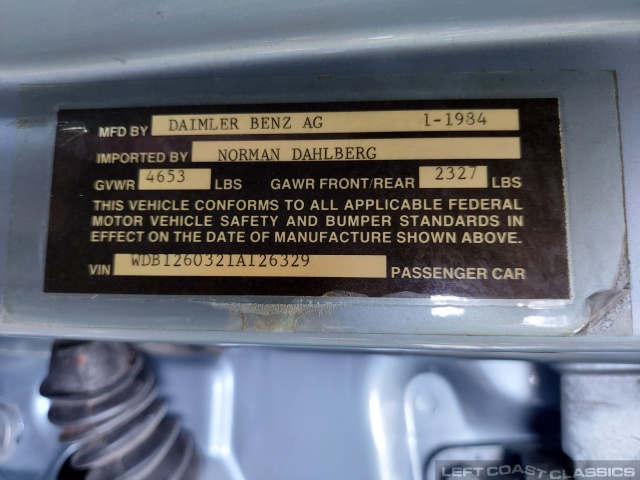 MFD BY DAIMLER BENZ AG 1-1984
IMPORTED BY NORMAN DAHLBERG
GVWR 4653 LBS GAWR FRONT/REAR 2327 LBS
THIS VEHICLE CONFORMS TO ALL APPLICABLE FEDERAL
MOTOR VEHICLE SAFETY AND BUMPER STANDARDS IN
EFFECT ON THE DATE OF MANUFACTURE SHOWN ABOVE.
VIN WDB1260321A126329 PASSENGER CAR
LEFT COAST CLASSICS